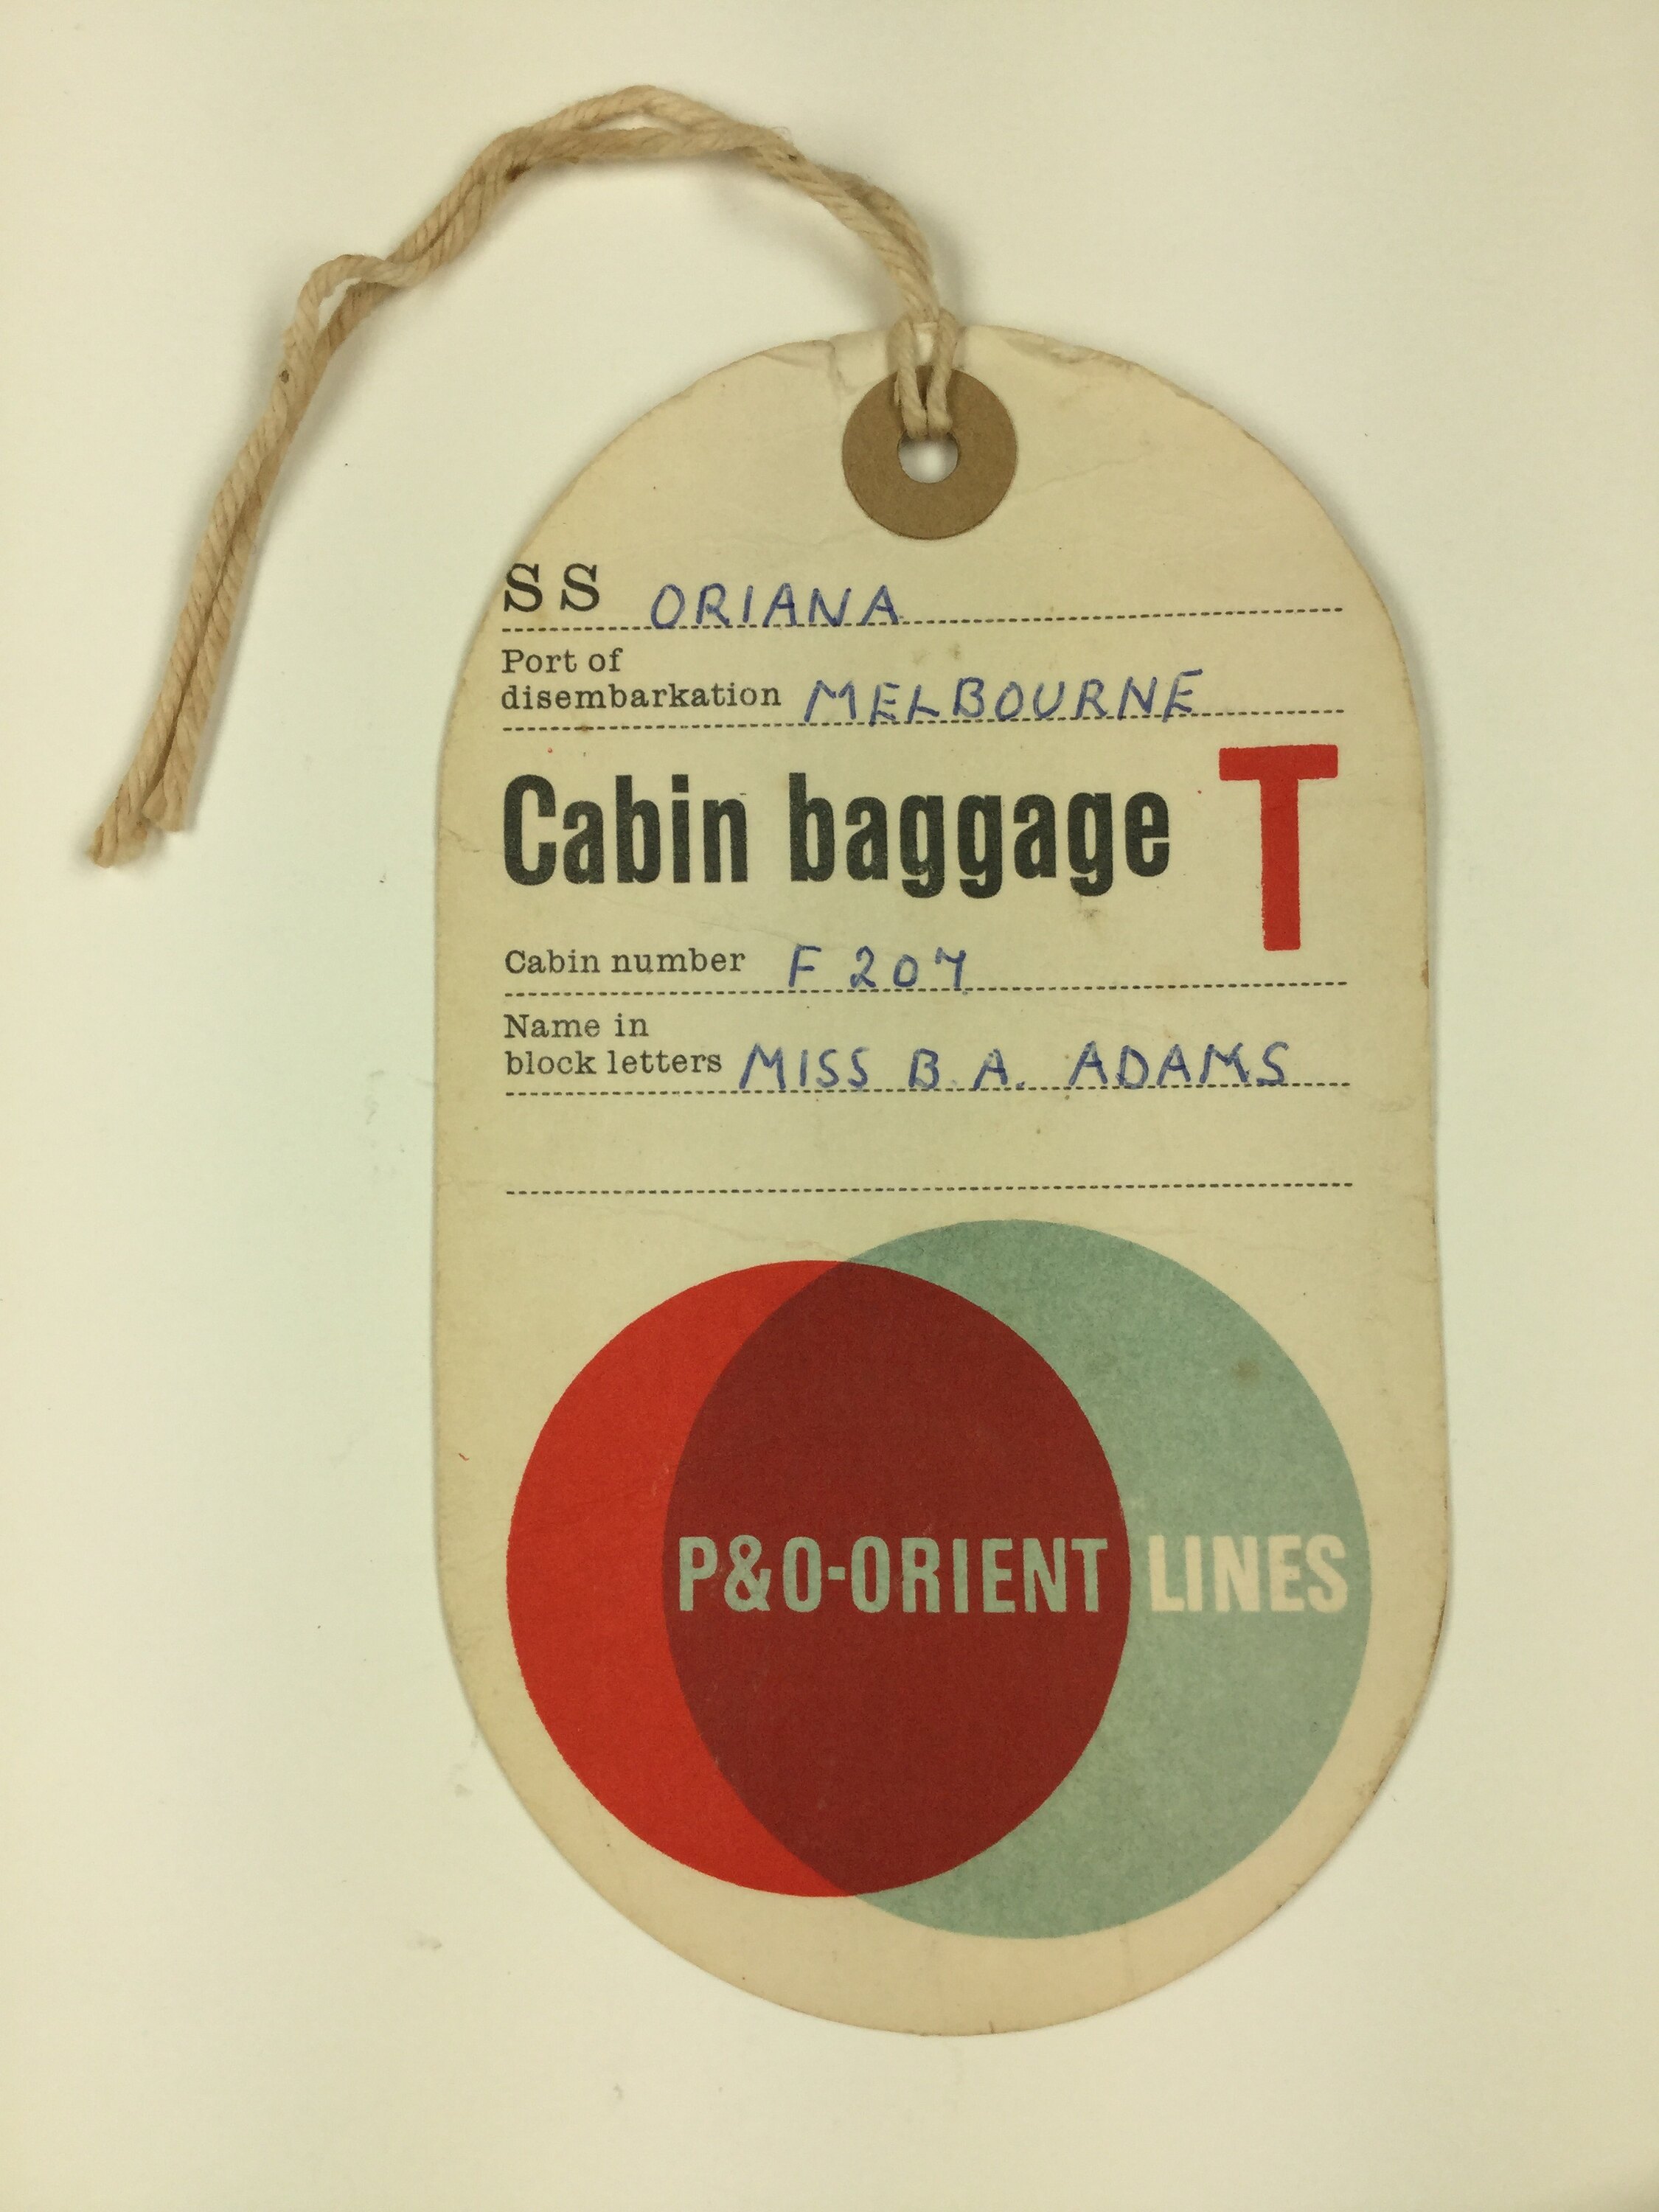 SS ORIANA
Port of
disembarkation MELBOURNE
Cabin baggage T
Cabin number F 207
Name in
block letters MISS B. A. ADAMS
P&O-ORIENT LINES